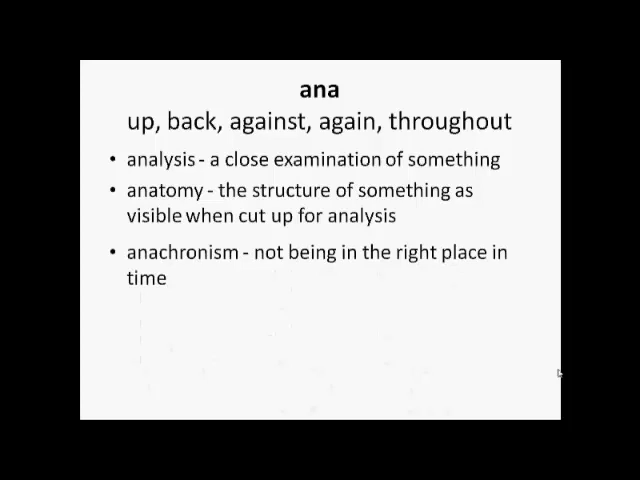 ana
up, back, against, again, throughout
• analysis - a close examination of something
• anatomy - the structure of something as
visible when cut up for analysis
• anachronism - not being in the right place in
time